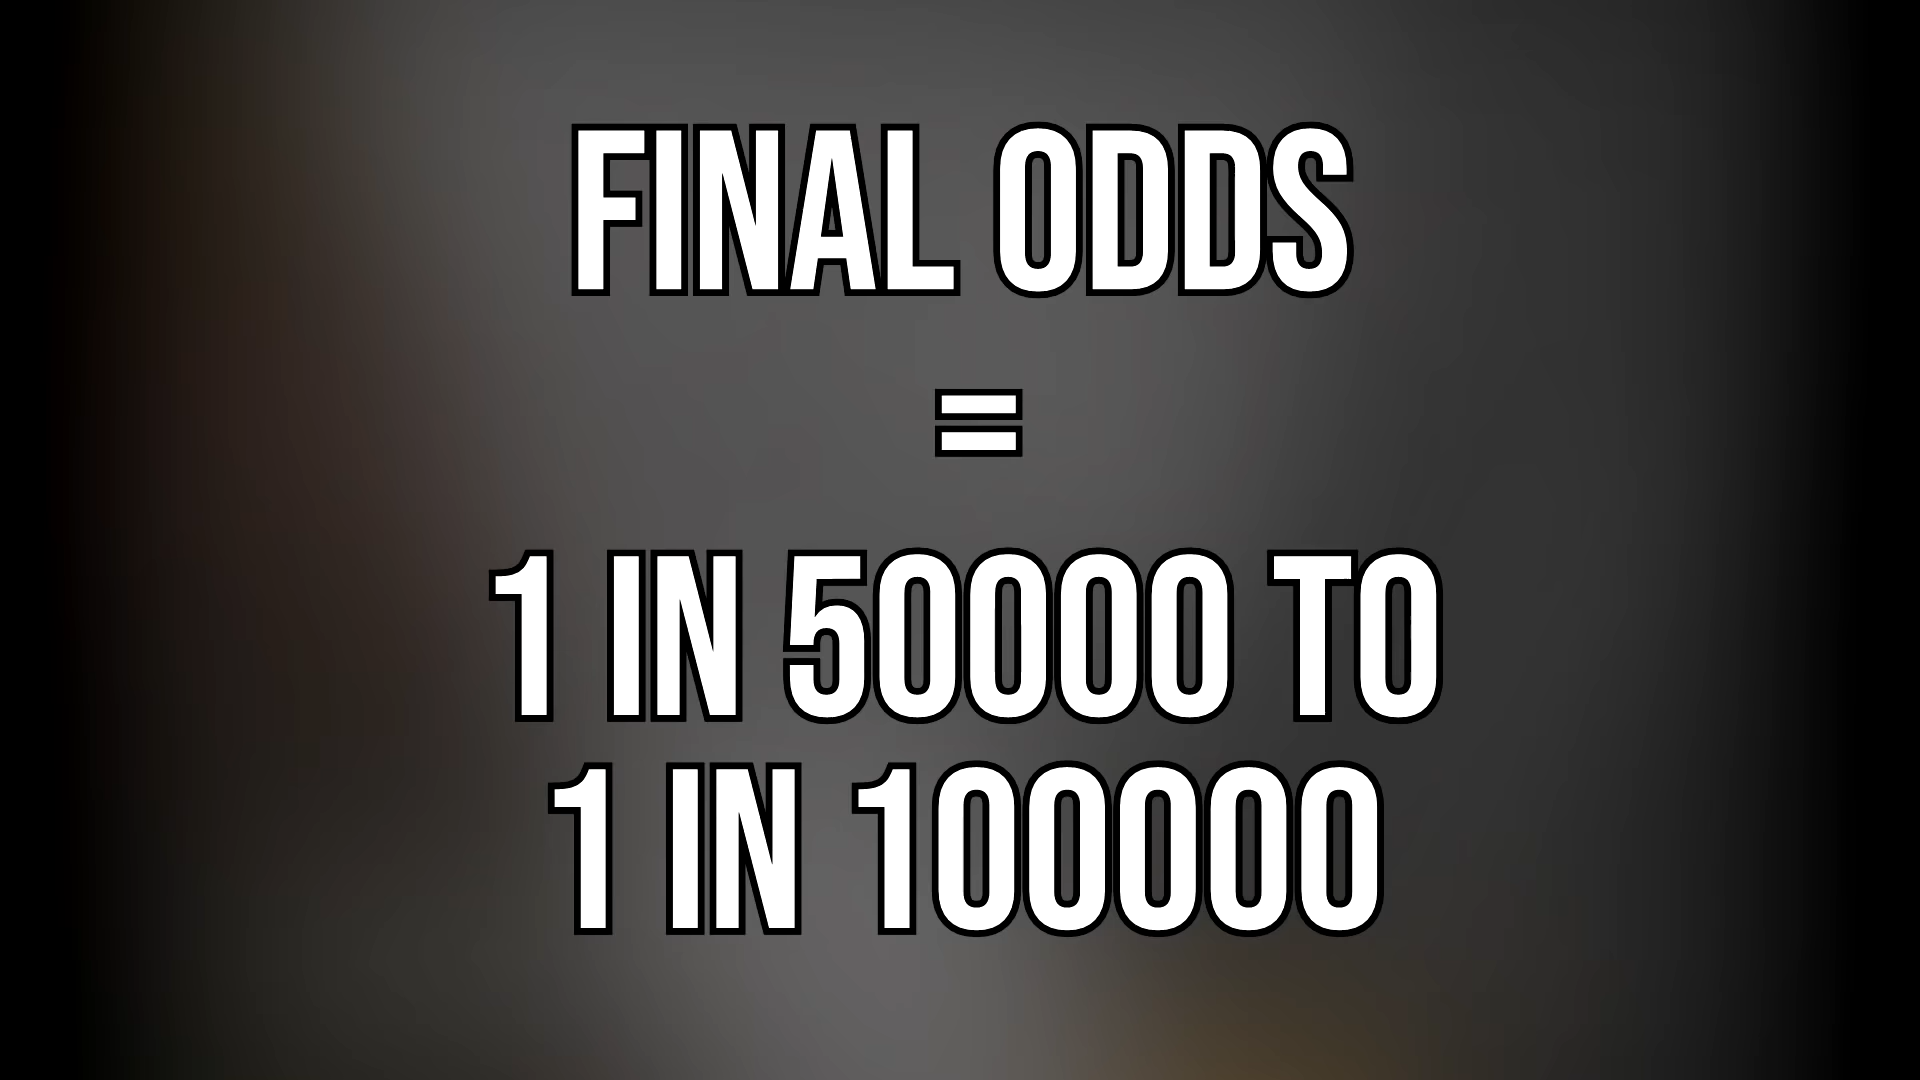 FINAL ODDS
=
1 IN 50000 TO
1 IN 100000